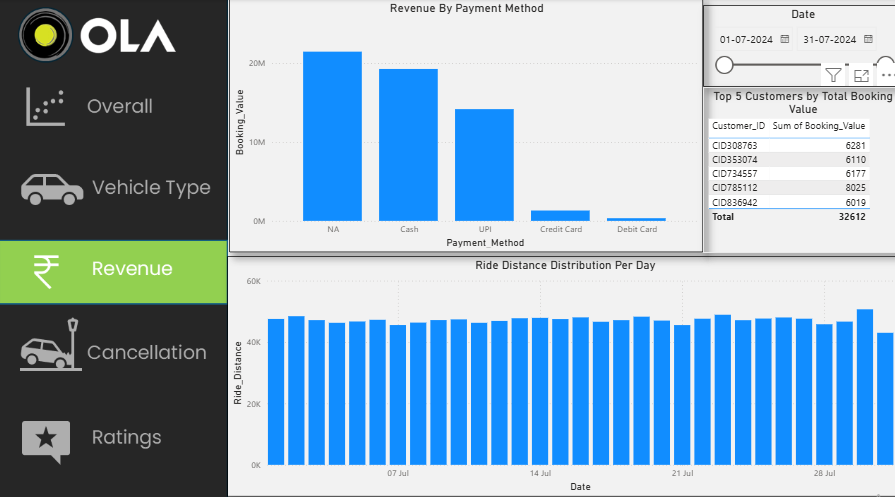 OLA
Overall
Vehicle Type
Revenue
Cancellation
Ratings
Revenue By Payment Method
Booking_Value
20M
10M
0M
NA Cash UPI Credit Card Debit Card
Payment_Method
Date
01-07-2024 31-07-2024
Top 5 Customers by Total Booking
Value
Customer_ID Sum of Booking_Value
CID308763 6281
CID353074 6110
CID734557 6177
CID785112 8025
CID836942 6019
Total 32612
Ride Distance Distribution Per Day
Ride_Distance
60K
40K
20K
0K
07 Jul 14 Jul 21 Jul 28 Jul
Date